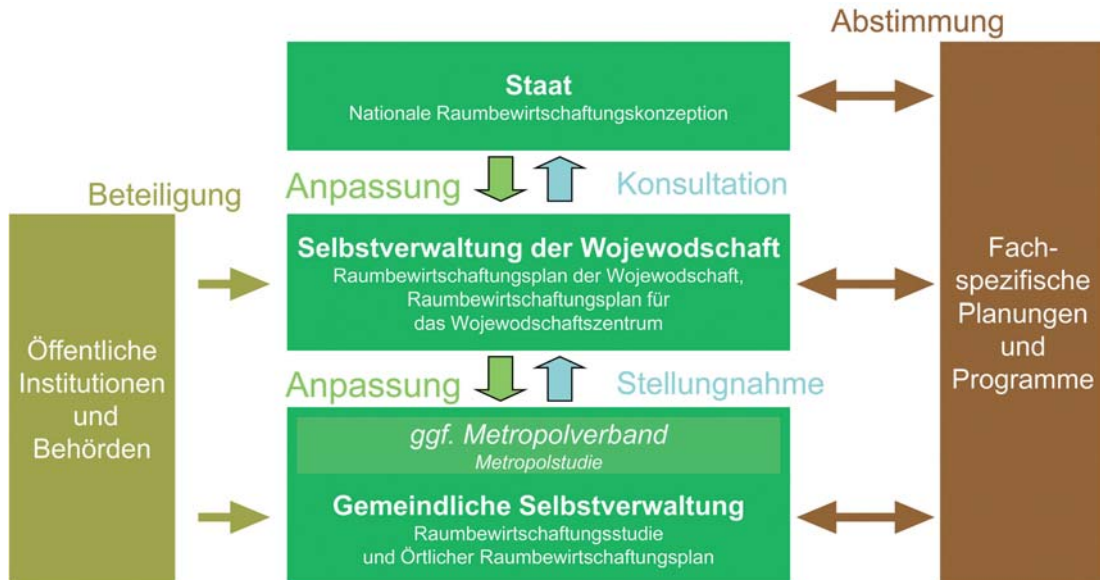 Abstimmung
Staat
Nationale Raumbewirtschaftungskonzeption
Beteiligung
Anpassung
Konsultation
Selbstverwaltung der Wojewodschaft
Raumbewirtschaftungsplan der Wojewodschaft,
Raumbewirtschaftungsplan für
das Wojewodschaftszentrum
Fach-
spezifische
Planungen
und
Programme
Öffentliche
Institutionen
und
Behörden
Anpassung
Stellungnahme
ggf. Metropolverband
Metropolstudie
Gemeindliche Selbstverwaltung
Raumbewirtschaftungsstudie
und Örtlicher Raumbewirtschaftungsplan